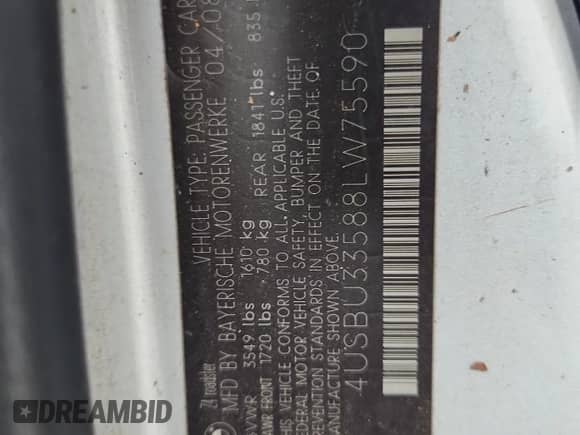 Z4 roadster
VEHICLE TYPE: PASSENGER CAR
MFD BY BAYERISCHE MOTORENWERKE 04/08
GVWR 3549 lbs 1610 kg
GAWR FRONT 1720 lbs 780 kg REAR 1841 lbs 835
THIS VEHICLE CONFORMS TO ALL APPLICABLE U.S.
FEDERAL MOTOR VEHICLE SAFETY, BUMPER AND THEFT
PREVENTION STANDARDS IN EFFECT ON THE DATE OF
MANUFACTURE SHOWN ABOVE.
4USBU33588LW75590
DREAMBID